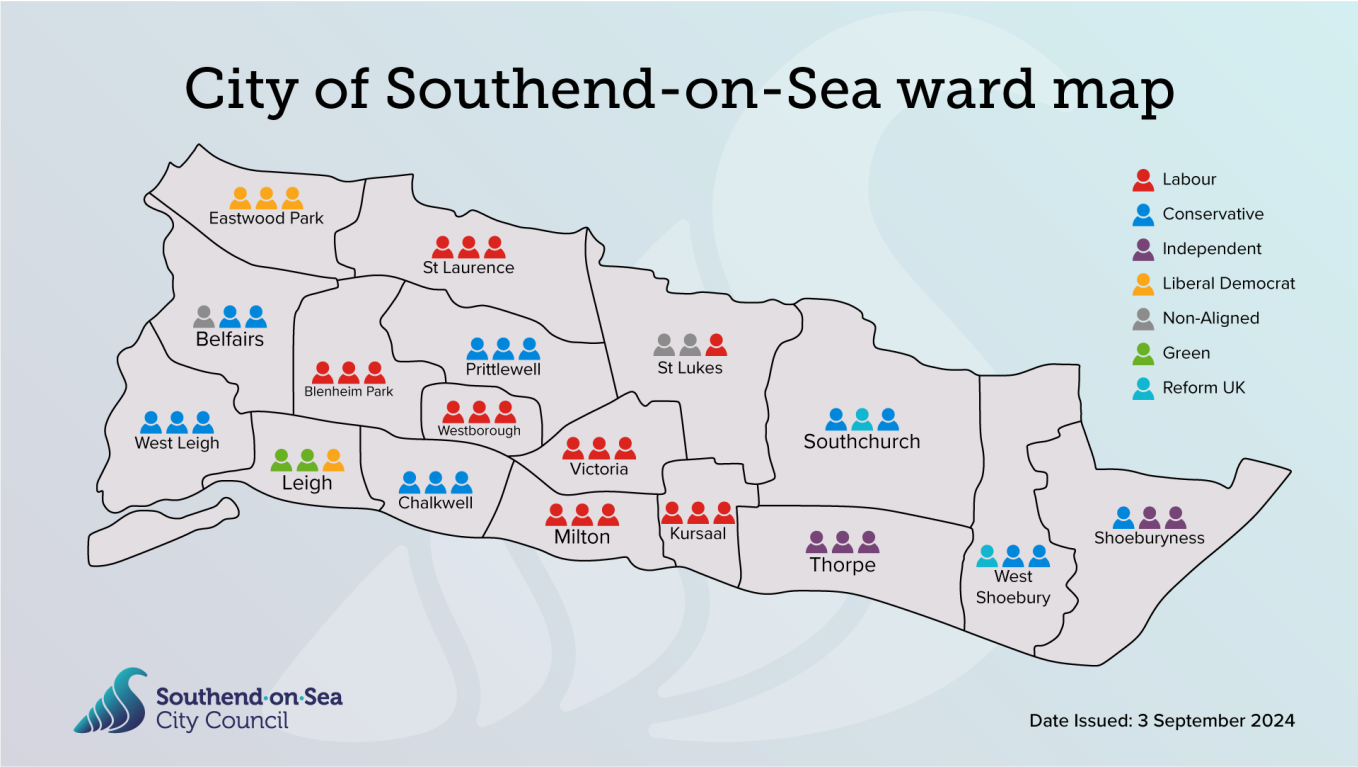 City of Southend-on-Sea ward map
Labour
Conservative
Independent
Liberal Democrat
Non-Aligned
Green
Reform UK
Eastwood Park
St Laurence
Belfairs
Prittlewell
St Lukes
Blenheim Park
West Leigh
Westborough
Southchurch
Victoria
Leigh
Chalkwell
Milton
Kursaal
Shoeburyness
Thorpe
West
Shoebury
Southend·on·Sea
City Council
Date Issued: 3 September 2024